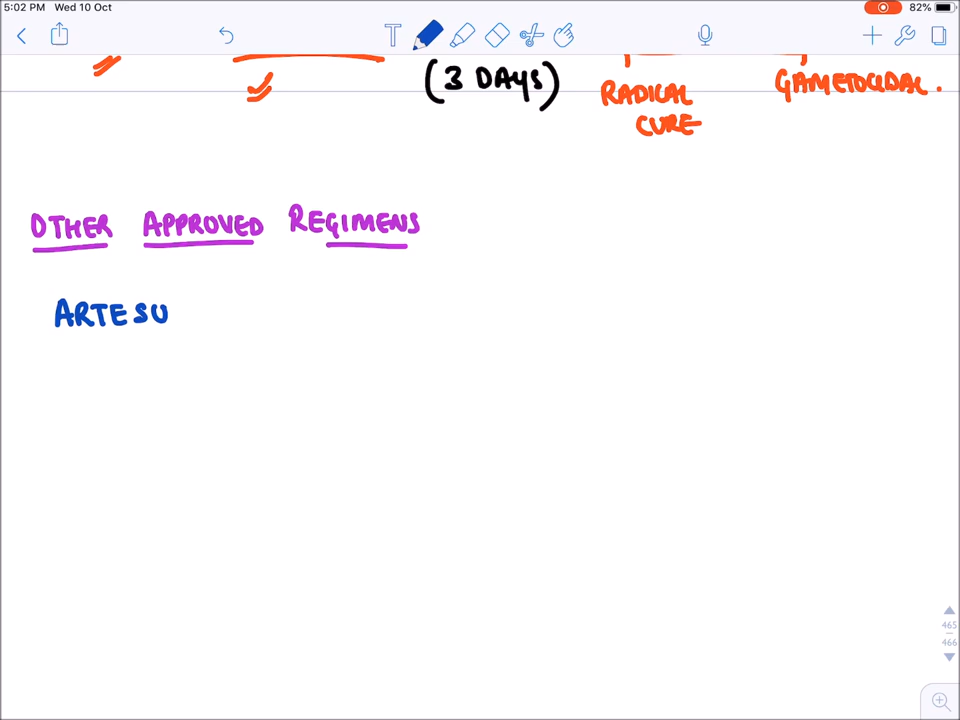 5:02 PM Wed 10 Oct 82%
T
(3 DAYS)
RADICAL
CURE
GAMETOCIDAL.
OTHER APPROVED REGIMENS
ARTESU
465
466